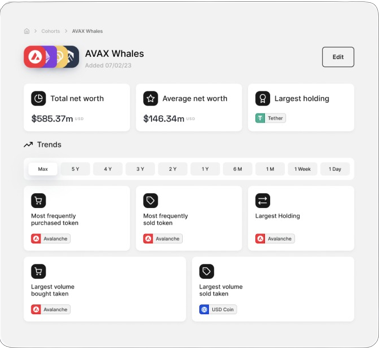 Cohorts > AVAX Whales
AVAX Whales
Added 07/02/23
Edit
Total net worth
$585.37m USD
Average net worth
$146.34m USD
Largest holding
Tether
Trends
Max 5 Y 4 Y 3 Y 2 Y 1 Y 6 M 1 M 1 Week 1 Day
Most frequently
purchased token
Avalanche
Most frequently
sold token
Avalanche
Largest Holding
Avalanche
Largest volume
bought taken
Avalanche
Largest volume
sold taken
USD Coin